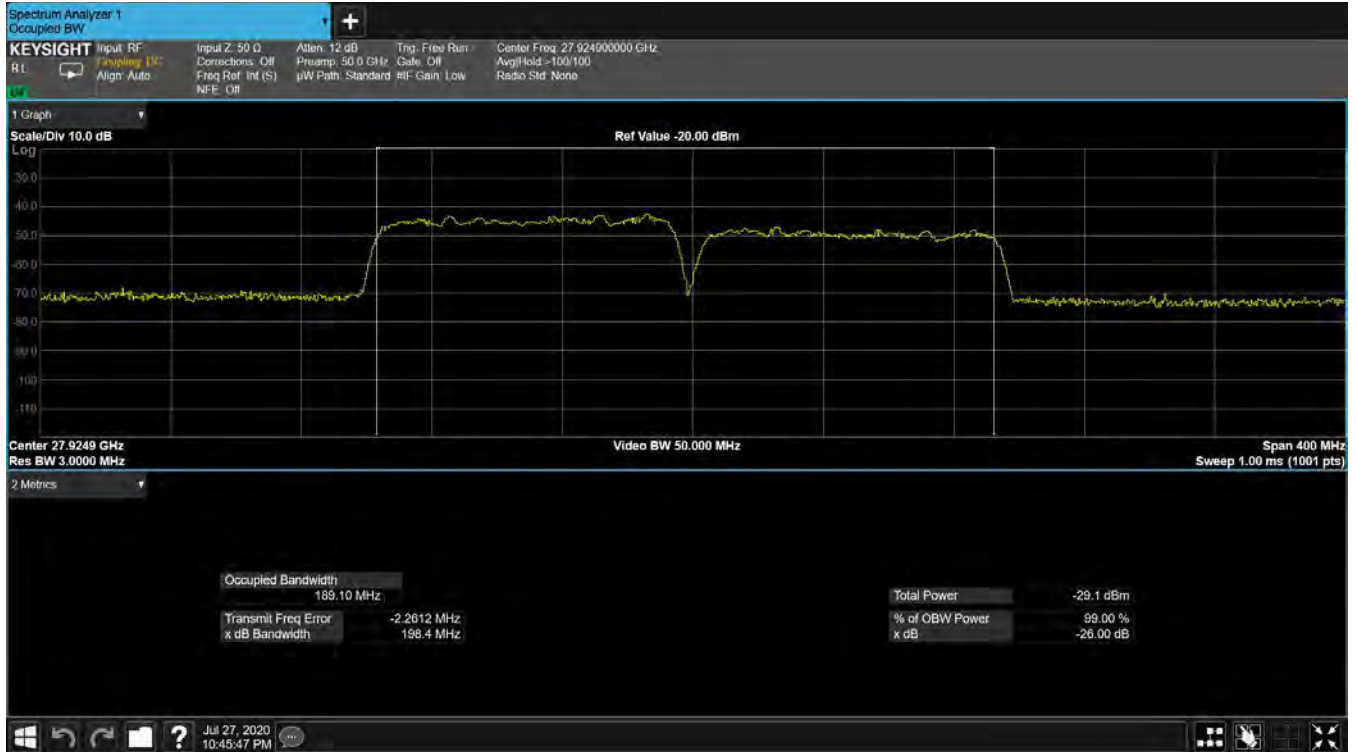 Spectrum Analyzer 1
Occupied BW
KEYSIGHT
Input: RF
Coupling: DC
Align: Auto
Input Z: 50 Ω
Corrections: Off
Freq Ref: Int (S)
NFE: Off
Atten: 12 dB
Preamp: 50.0 GHz
µW Path: Standard
Trig: Free Run
Gate: Off
#IF Gain: Low
Center Freq: 27.924900000 GHz
Avg|Hold:>100/100
Radio Std: None
1 Graph
Scale/Div 10.0 dB
Ref Value -20.00 dBm
Log
-30.0
-40.0
-50.0
-60.0
-70.0
-80.0
-90.0
-100
-110
Center 27.9249 GHz
Video BW 50.000 MHz
Span 400 MHz
Res BW 3.0000 MHz
Sweep 1.00 ms (1001 pts)
2 Metrics
Occupied Bandwidth
189.10 MHz
Transmit Freq Error -2.2612 MHz
x dB Bandwidth 198.4 MHz
Total Power -29.1 dBm
% of OBW Power 99.00 %
x dB -26.00 dB
Jul 27, 2020
10:45:47 PM